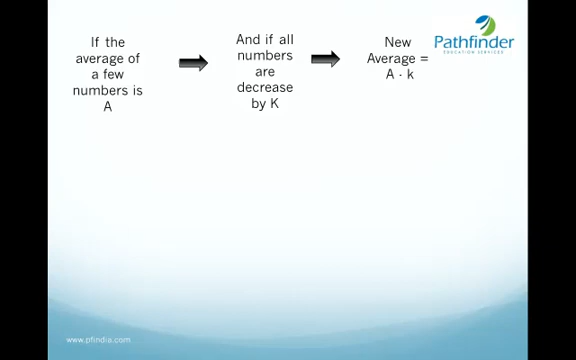 If the
average of
a few
numbers is
A
And if all
numbers
are
decrease
by K
New
Average =
A - k
Pathfinder
EDUCATION SERVICES
www.pfindia.com